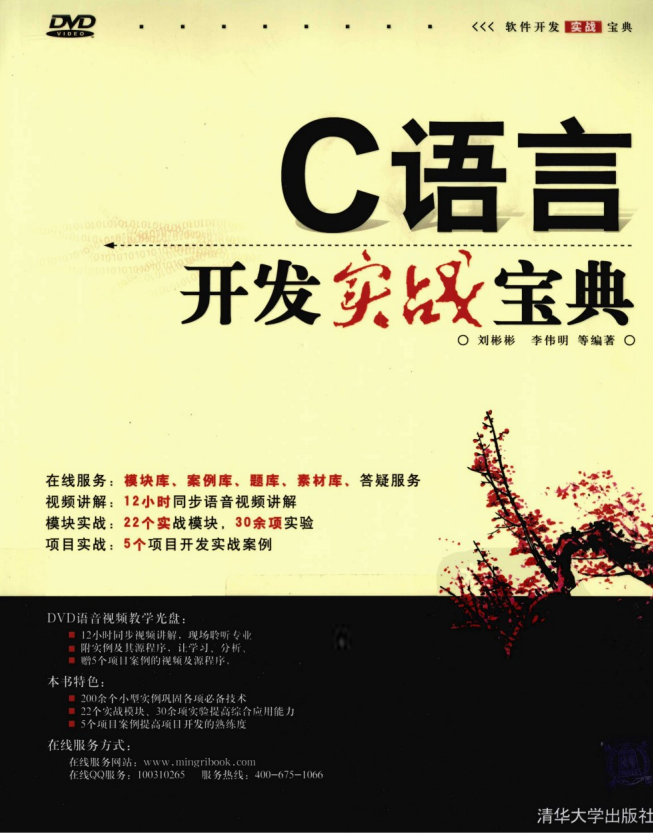 DVD
VIDEO
<<< 软件开发 实战 宝典
C语言
开发实战宝典
刘彬彬 李伟明 等编著
在线服务：模块库、案例库、题库、素材库、答疑服务
视频讲解：12小时同步语音视频讲解
模块实战：22个实战模块，30余项实验
项目实战：5个项目开发实战案例
DVD语音视频教学光盘：
12小时同步视频讲解，现场聆听专业
附实例及其源程序，让学习、分析、
赠5个项目案例的视频及源程序。
本书特色：
200余个小型实例巩固各项必备技术
22个实战模块、30余项实验提高综合应用能力
5个项目案例提高项目开发的熟练度
在线服务方式：
在线服务网站：www.mingribook.com
在线QQ服务：100310265 服务热线：400-675-1066
清华大学出版社